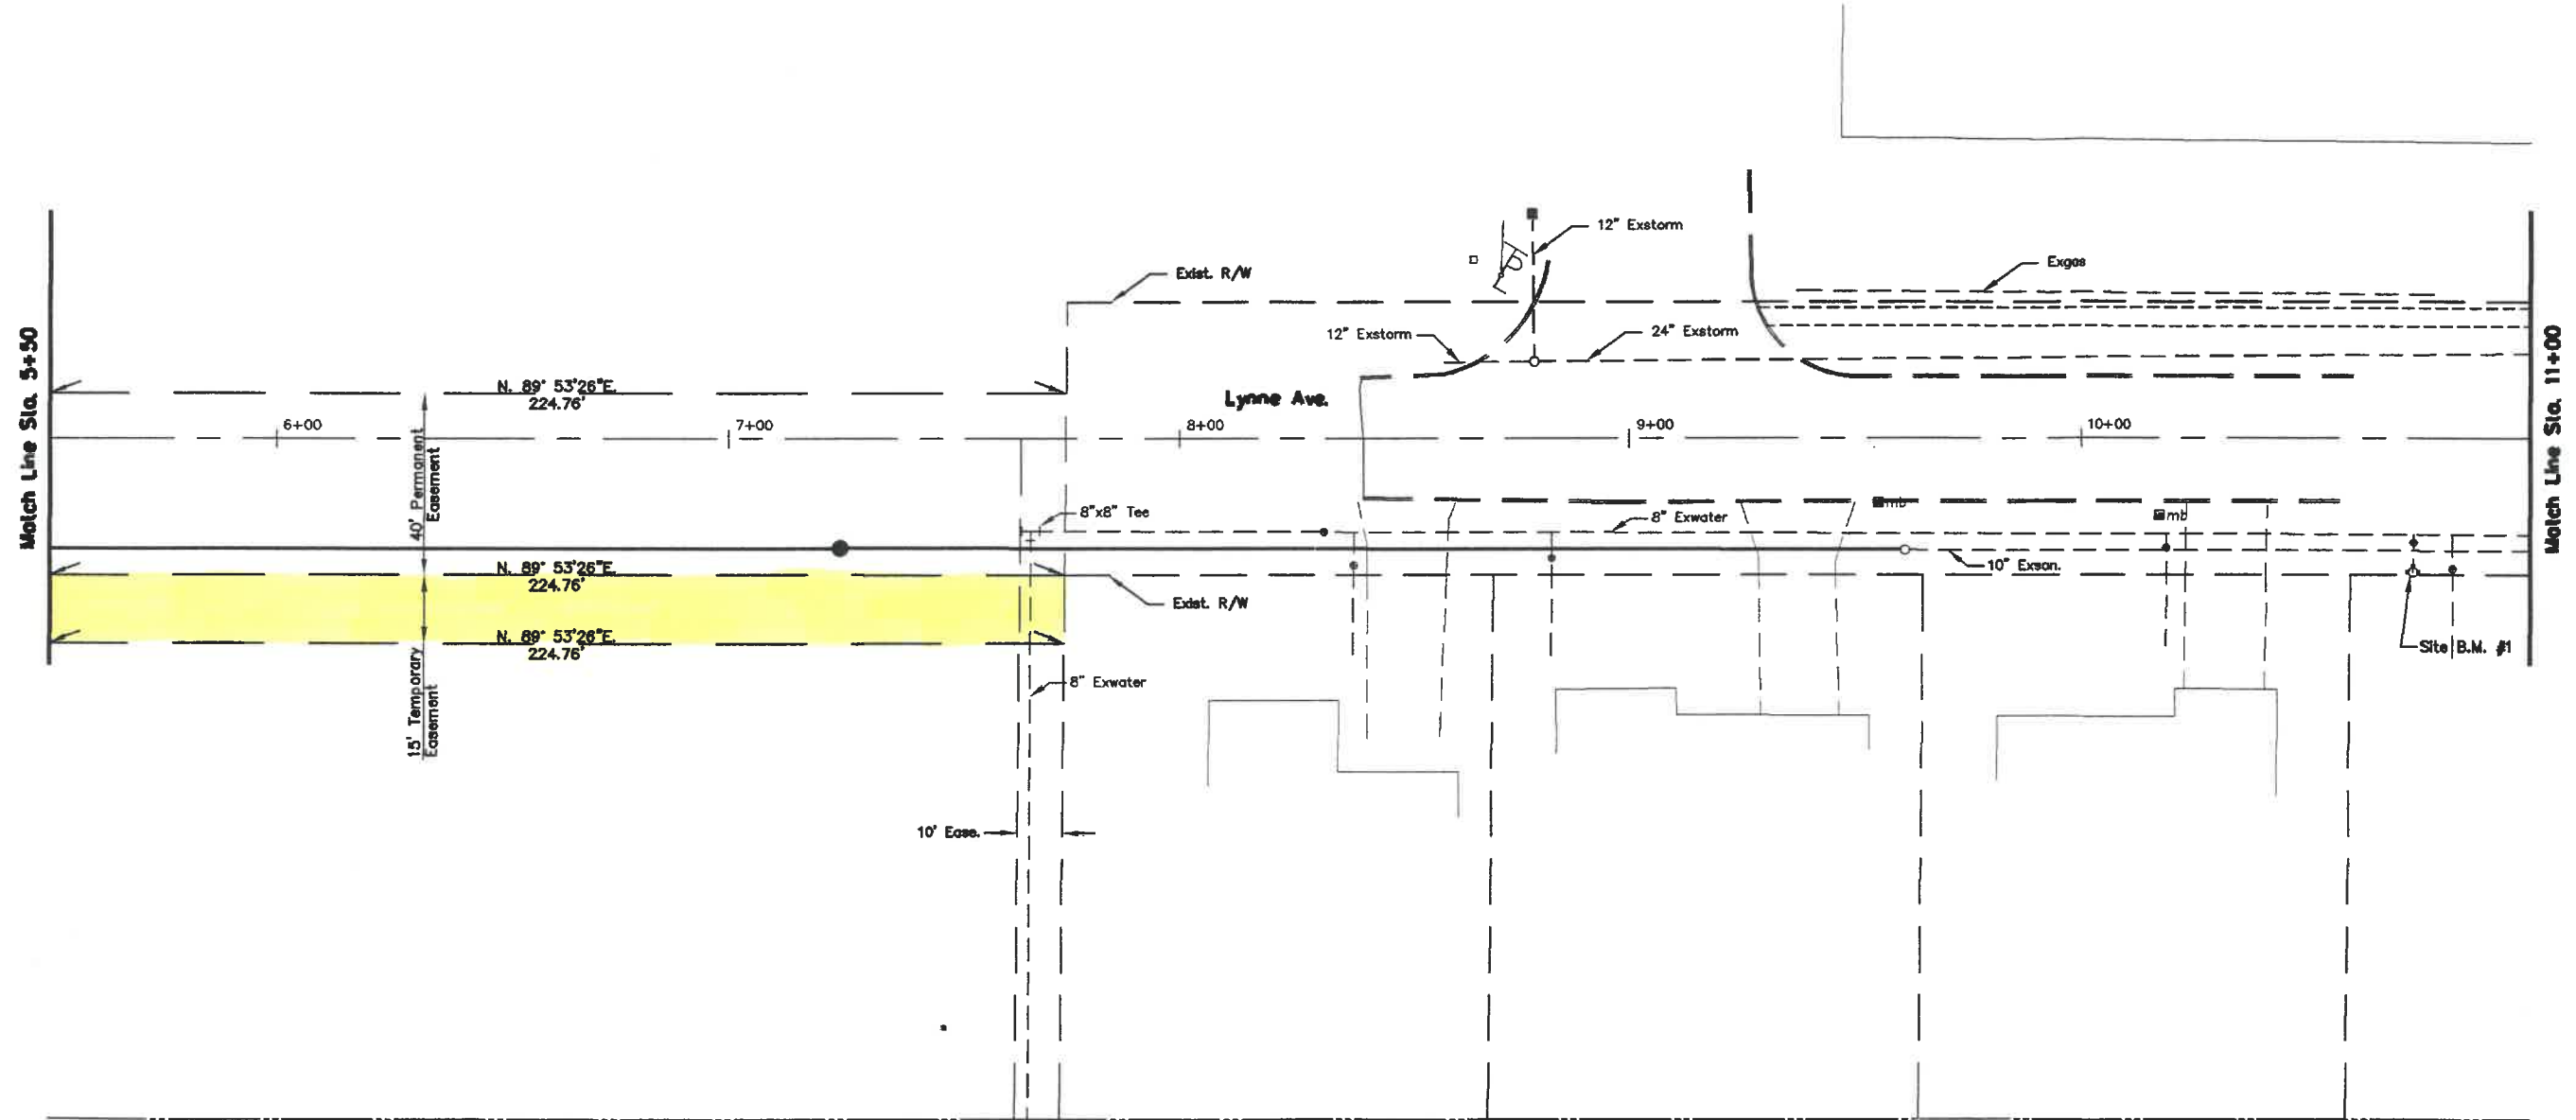 12" Exstorm
Exgas
Exist. R/W
12" Exstorm
24" Exstorm
Match Line Sta. 5+50
Match Line Sta. 11+00
N. 89° 53'26"E.
224.76'
Lynne Ave.
6+00
7+00
8+00
9+00
10+00
40' Permanent
Easement
8"x8" Tee
8" Exwater
mb
mb
N. 89° 53'26"E.
224.76'
10" Exsan.
Exist. R/W
N. 89° 53'26"E.
224.76'
Site B.M. #1
15' Temporary
Easement
8" Exwater
10' Ease.